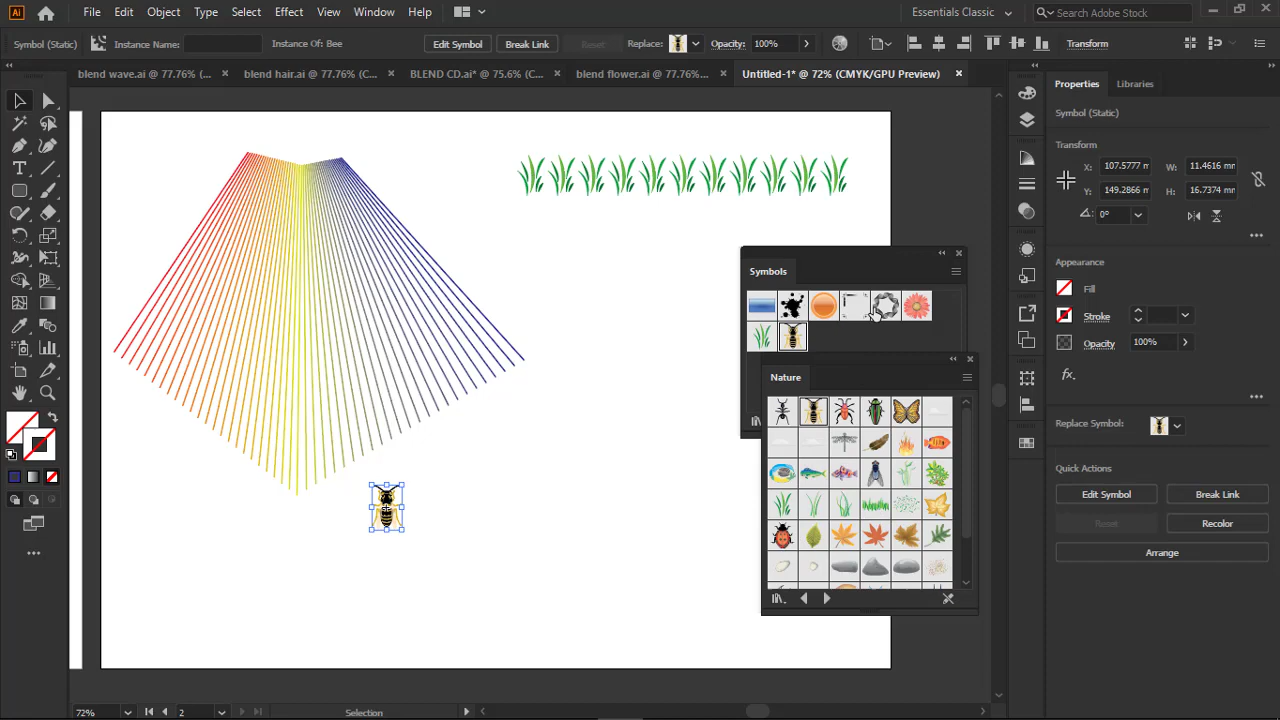 Ai File Edit Object Type Select Effect View Window Help Essentials Classic Search Adobe Stock
Symbol (Static) Instance Name: Instance Of: Bee Edit Symbol Break Link Reset Replace: Opacity: 100% Transform
blend wave.ai @ 77.76% (... × blend hair.ai @ 77.76% (C... × BLEND CD.ai* @ 75.6% (C... × blend flower.ai @ 77.76%... × Untitled-1* @ 72% (CMYK/GPU Preview) ×
Properties Libraries
Symbol (Static)
Transform
X: 107.5777 m W: 11.4616 mm
Y: 149.2866 m H: 16.7374 mm
0°
Appearance
Fill
Stroke
Opacity 100%
fx.
Replace Symbol:
Quick Actions
Edit Symbol Break Link
Reset Recolor
Arrange
Symbols
Nature
72% 2 Selection